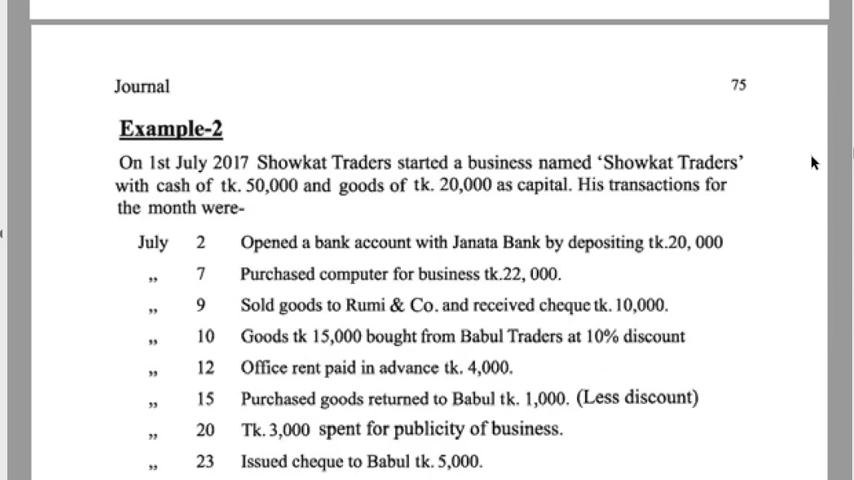 Journal 75
Example-2
On 1st July 2017 Showkat Traders started a business named ‘Showkat Traders’
with cash of tk. 50,000 and goods of tk. 20,000 as capital. His transactions for
the month were-
July 2 Opened a bank account with Janata Bank by depositing tk.20, 000
„ 7 Purchased computer for business tk.22, 000.
„ 9 Sold goods to Rumi & Co. and received cheque tk. 10,000.
„ 10 Goods tk 15,000 bought from Babul Traders at 10% discount
„ 12 Office rent paid in advance tk. 4,000.
„ 15 Purchased goods returned to Babul tk. 1,000. (Less discount)
„ 20 Tk. 3,000 spent for publicity of business.
„ 23 Issued cheque to Babul tk. 5,000.